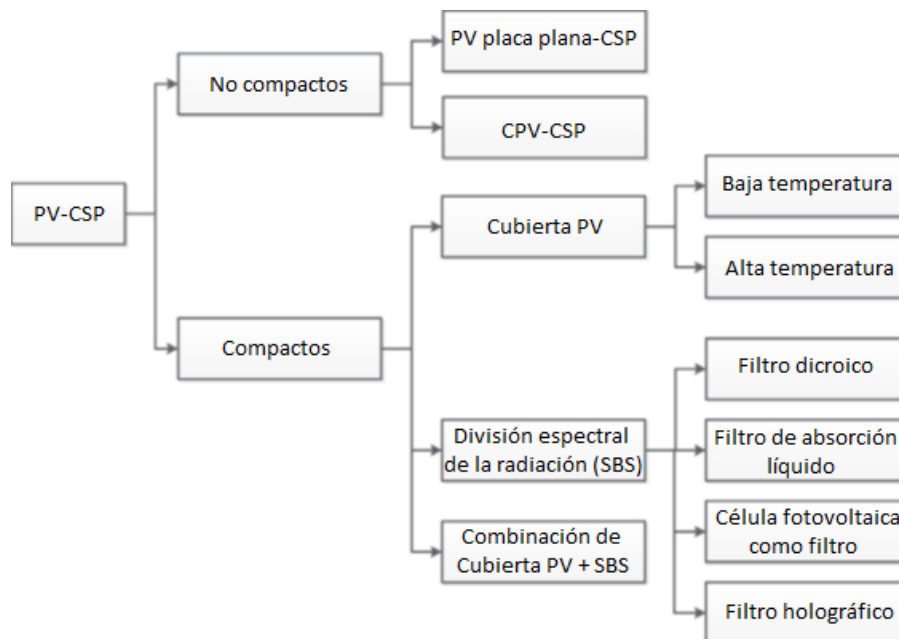 PV-CSP
No compactos
PV placa plana-CSP
CPV-CSP
Compactos
Cubierta PV
Baja temperatura
Alta temperatura
División espectral
de la radiación (SBS)
Filtro dicroico
Filtro de absorción
líquido
Célula fotovoltaica
como filtro
Filtro holográfico
Combinación de
Cubierta PV + SBS